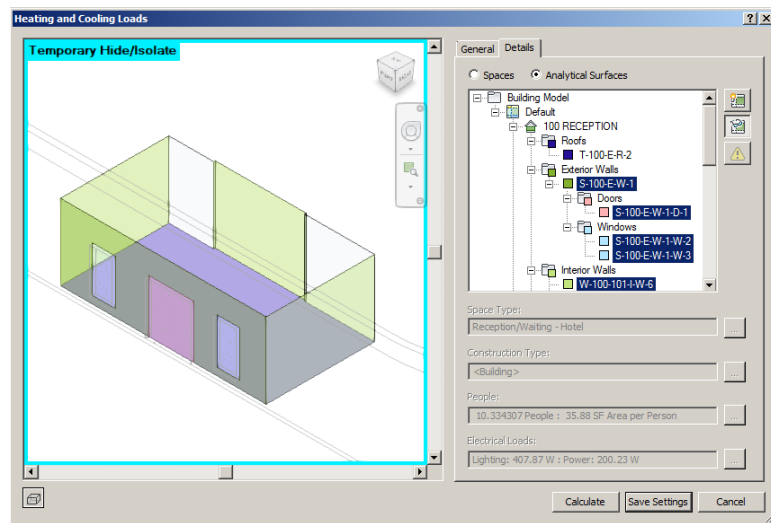 Heating and Cooling Loads
Temporary Hide/Isolate
General Details
Spaces Analytical Surfaces
Building Model
Default
100 RECEPTION
Roofs
T-100-E-R-2
Exterior Walls
S-100-E-W-1
Doors
S-100-E-W-1-D-1
Windows
S-100-E-W-1-W-2
S-100-E-W-1-W-3
Interior Walls
W-100-101-I-W-6
Space Type:
Reception/Waiting - Hotel
...
Construction Type:
<Building>
...
People:
10.334307 People : 35.88 SF Area per Person
...
Electrical Loads:
Lighting: 407.87 W : Power: 200.23 W
...
Calculate Save Settings Cancel